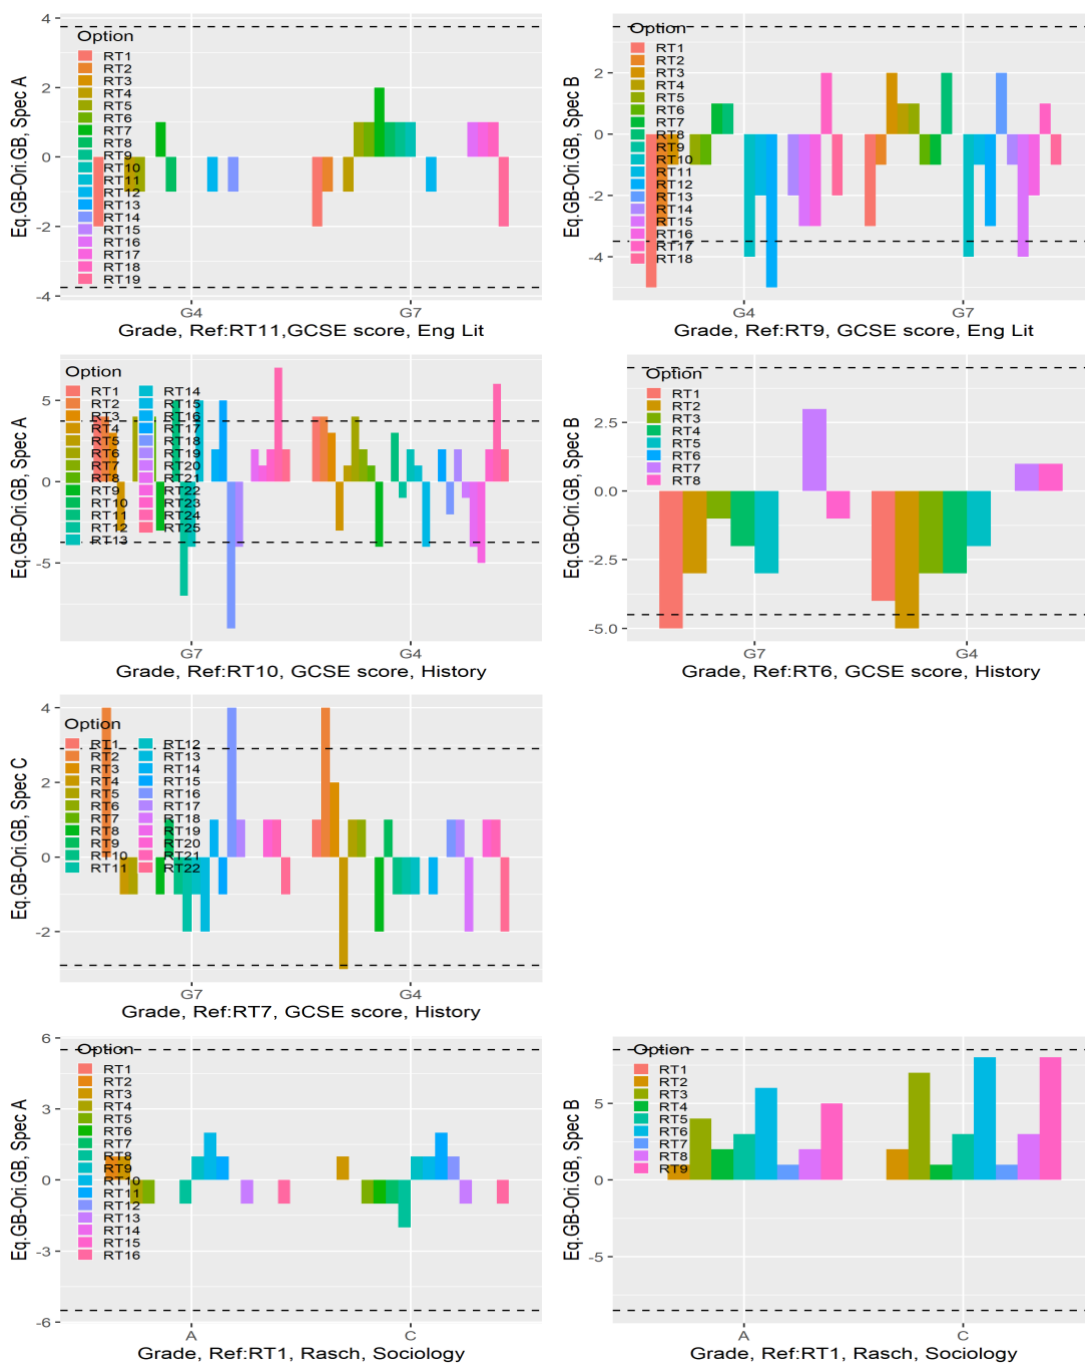 Eq.GB-Ori.GB, Spec A
4
2
0
-2
-4
Option
RT1
RT2
RT3
RT4
RT5
RT6
RT7
RT8
RT9
RT10
RT11
RT12
RT13
RT14
RT15
RT16
RT17
RT18
RT19
G4
G7
Grade, Ref:RT11,GCSE score, Eng Lit
Eq.GB-Ori.GB, Spec B
2
0
-2
-4
Option
RT1
RT2
RT3
RT4
RT5
RT6
RT7
RT8
RT9
RT10
RT11
RT12
RT13
RT14
RT15
RT16
RT17
RT18
G4
G7
Grade, Ref:RT9, GCSE score, Eng Lit
Eq.GB-Ori.GB, Spec A
5
0
-5
Option
RT1 RT14
RT2 RT15
RT3 RT16
RT4 RT17
RT5 RT18
RT6 RT19
RT7 RT20
RT8 RT21
RT9 RT22
RT10 RT23
RT11 RT24
RT12 RT25
RT13
G7
G4
Grade, Ref:RT10, GCSE score, History
Eq.GB-Ori.GB, Spec B
2.5
0.0
-2.5
-5.0
Option
RT1
RT2
RT3
RT4
RT5
RT6
RT7
RT8
G7
G4
Grade, Ref:RT6, GCSE score, History
Eq.GB-Ori.GB, Spec C
4
2
0
-2
Option
RT1 RT12
RT2 RT13
RT3 RT14
RT4 RT15
RT5 RT16
RT6 RT17
RT7 RT18
RT8 RT19
RT9 RT20
RT10 RT21
RT11 RT22
G7
G4
Grade, Ref:RT7, GCSE score, History
Eq.GB-Ori.GB, Spec A
6
3
0
-3
-6
Option
RT1
RT2
RT3
RT4
RT5
RT6
RT7
RT8
RT9
RT10
RT11
RT12
RT13
RT14
RT15
RT16
A
C
Grade, Ref:RT1, Rasch, Sociology
Eq.GB-Ori.GB, Spec B
5
0
-5
Option
RT1
RT2
RT3
RT4
RT5
RT6
RT7
RT8
RT9
A
C
Grade, Ref:RT1, Rasch, Sociology